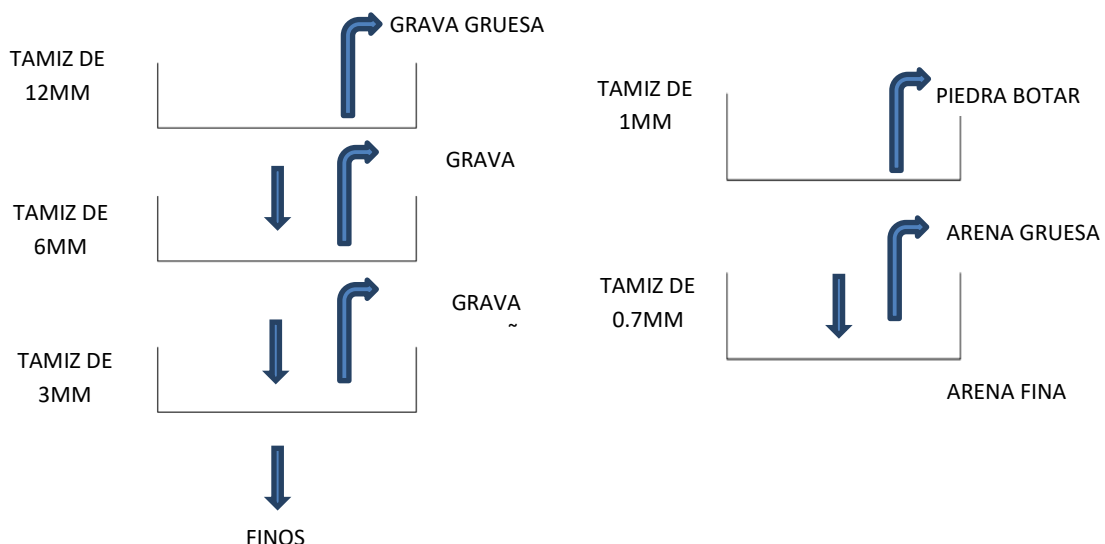 GRAVA GRUESA
TAMIZ DE
12MM
GRAVA
TAMIZ DE
6MM
GRAVA
~
TAMIZ DE
3MM
FINOS
TAMIZ DE
1MM
PIEDRA BOTAR
ARENA GRUESA
TAMIZ DE
0.7MM
ARENA FINA